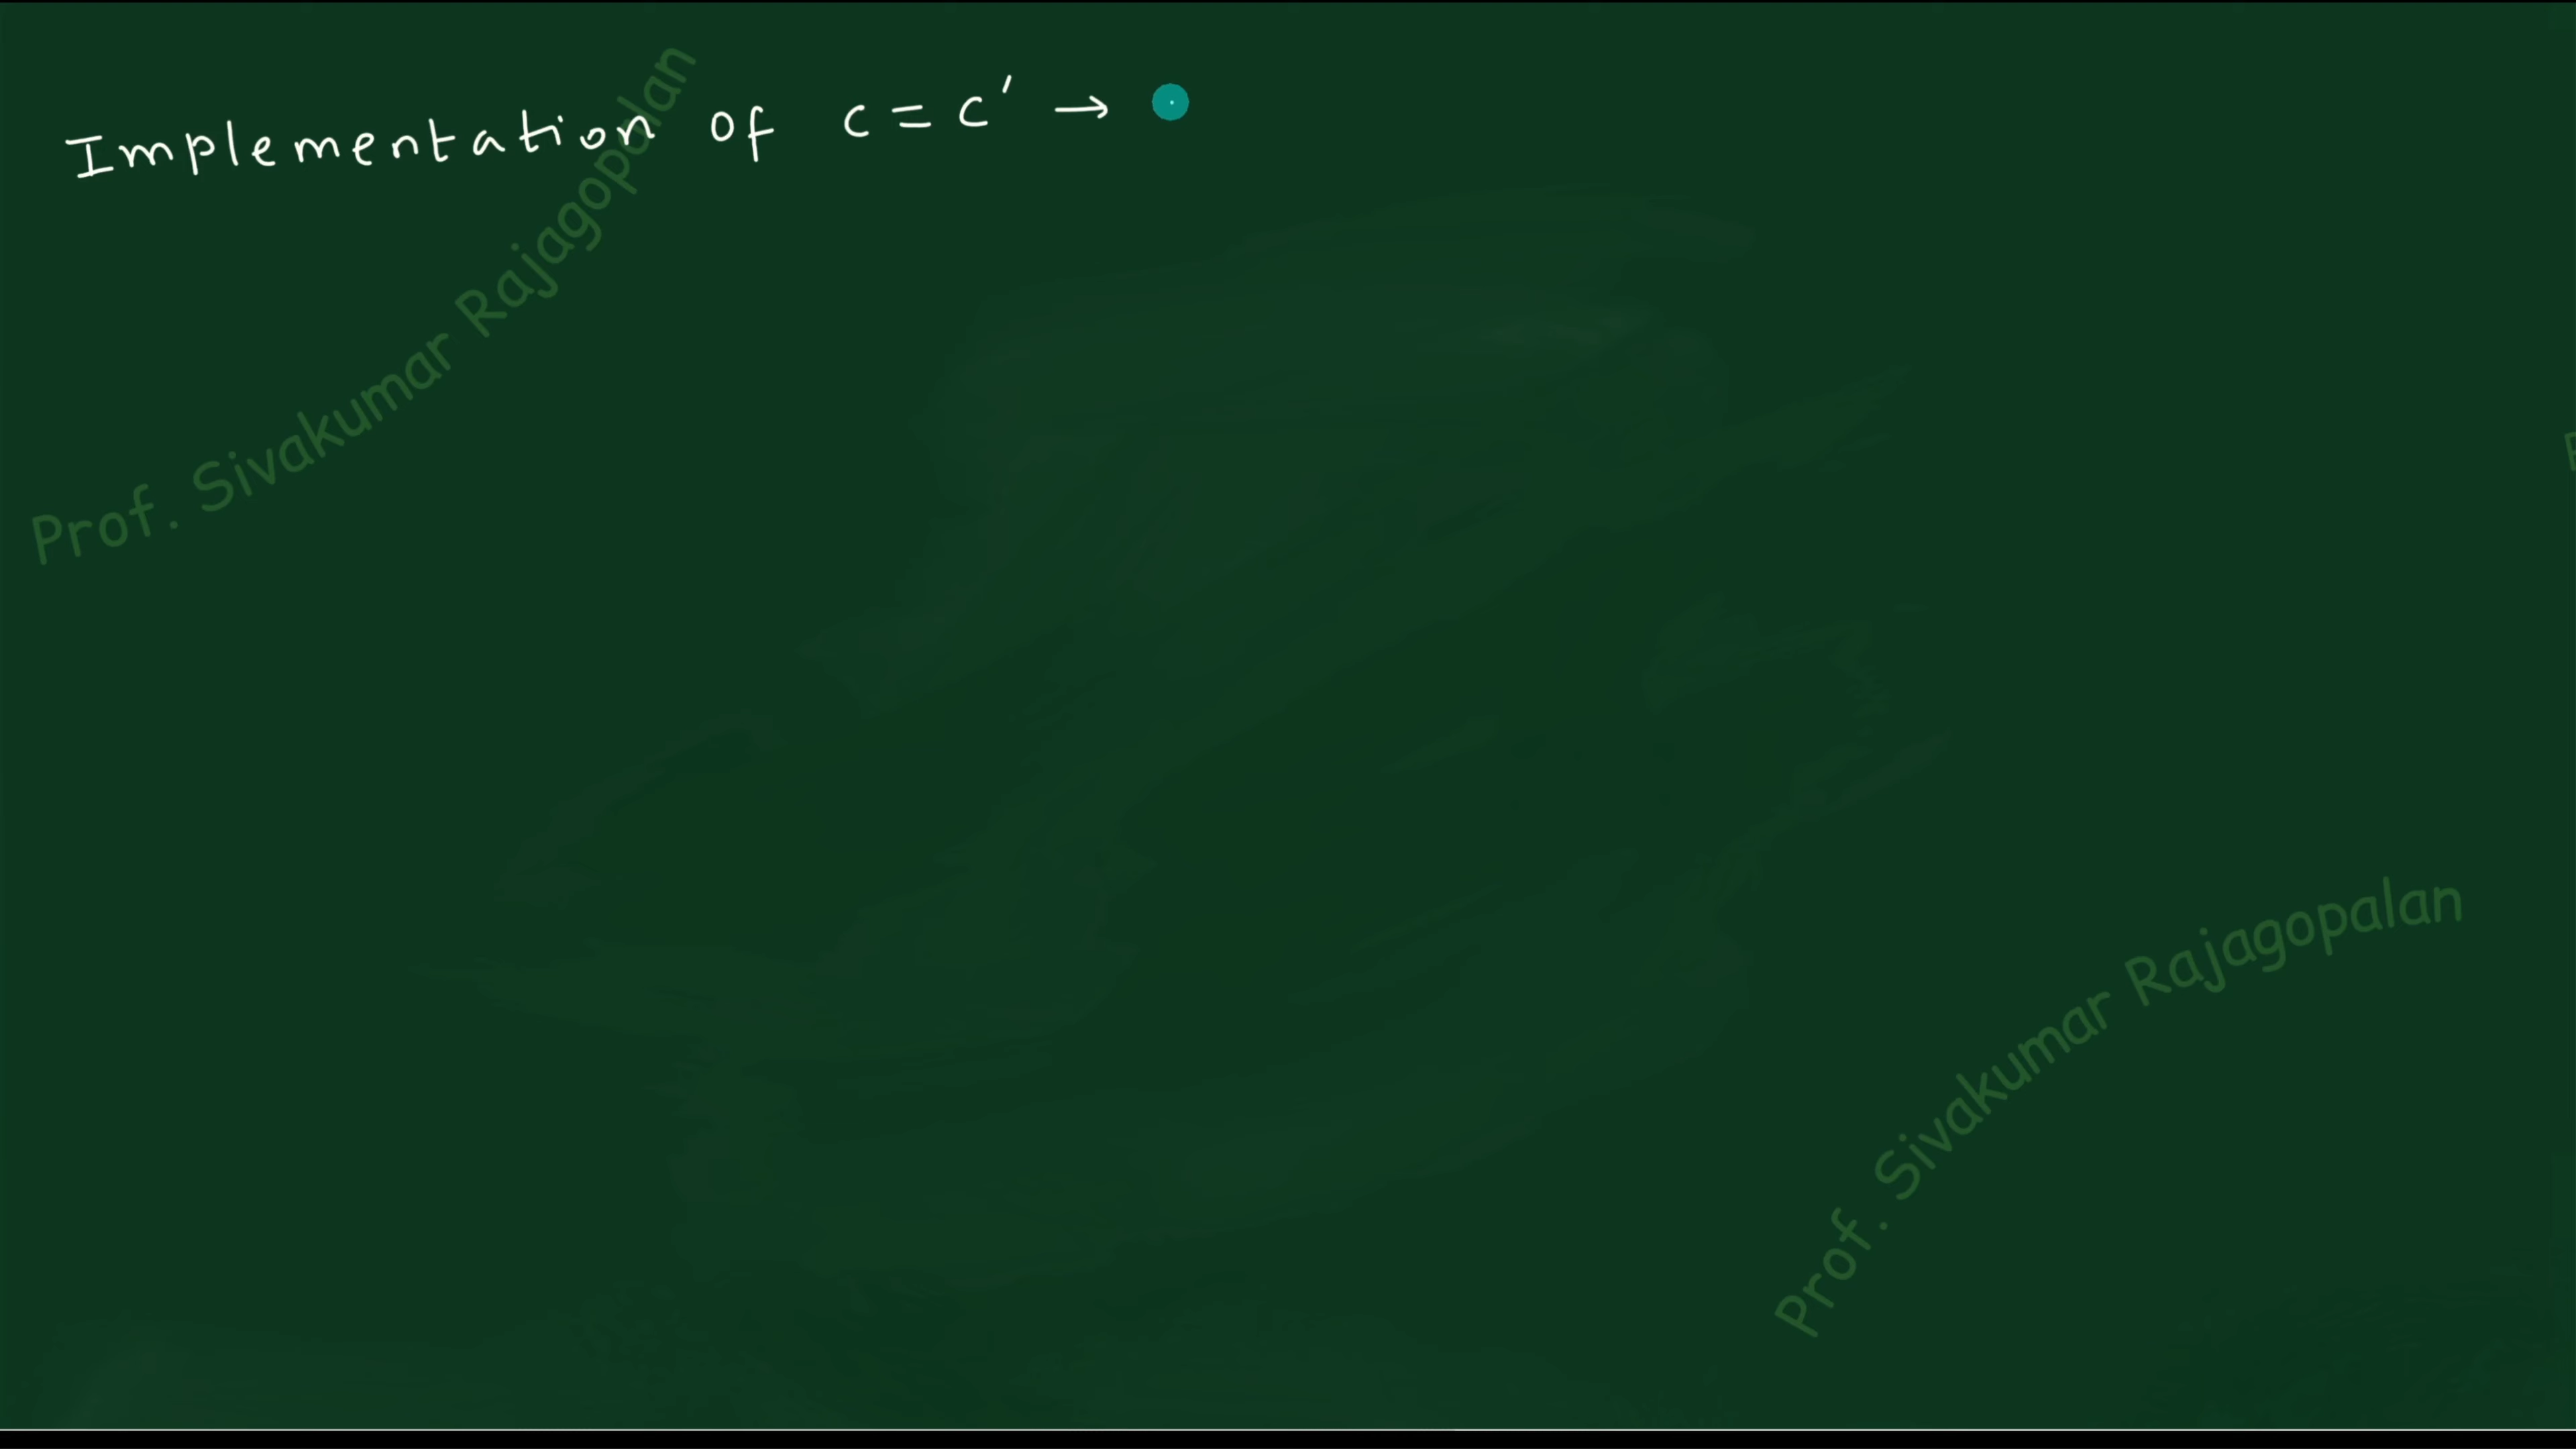 Implementation of c = c' →
Prof. Sivakumar Rajagopalan
Prof. Sivakumar Rajagopalan